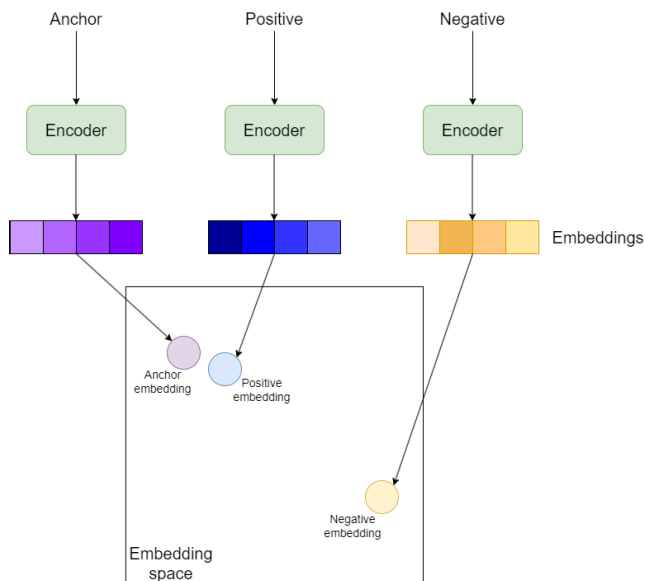 Anchor
Positive
Negative
Encoder
Encoder
Encoder
Embeddings
Anchor
embedding
Positive
embedding
Negative
embedding
Embedding
space